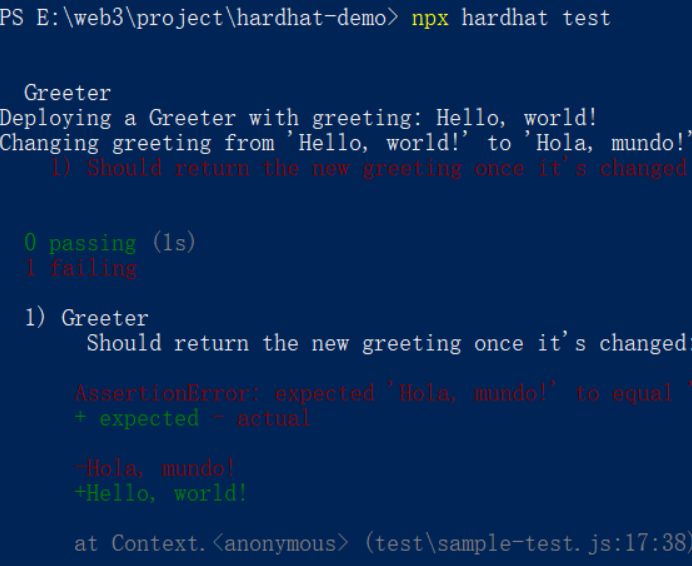 PS E:\web3\project\hardhat-demo> npx hardhat test
Greeter
Deploying a Greeter with greeting: Hello, world!
Changing greeting from 'Hello, world!' to 'Hola, mundo!'
1) Should return the new greeting once it's changed
0 passing (1s)
1 failing
1) Greeter
Should return the new greeting once it's changed:
AssertionError: expected 'Hola, mundo!' to equal '
+ expected - actual
-Hola, mundo!
+Hello, world!
at Context.<anonymous> (test\sample-test.js:17:38)